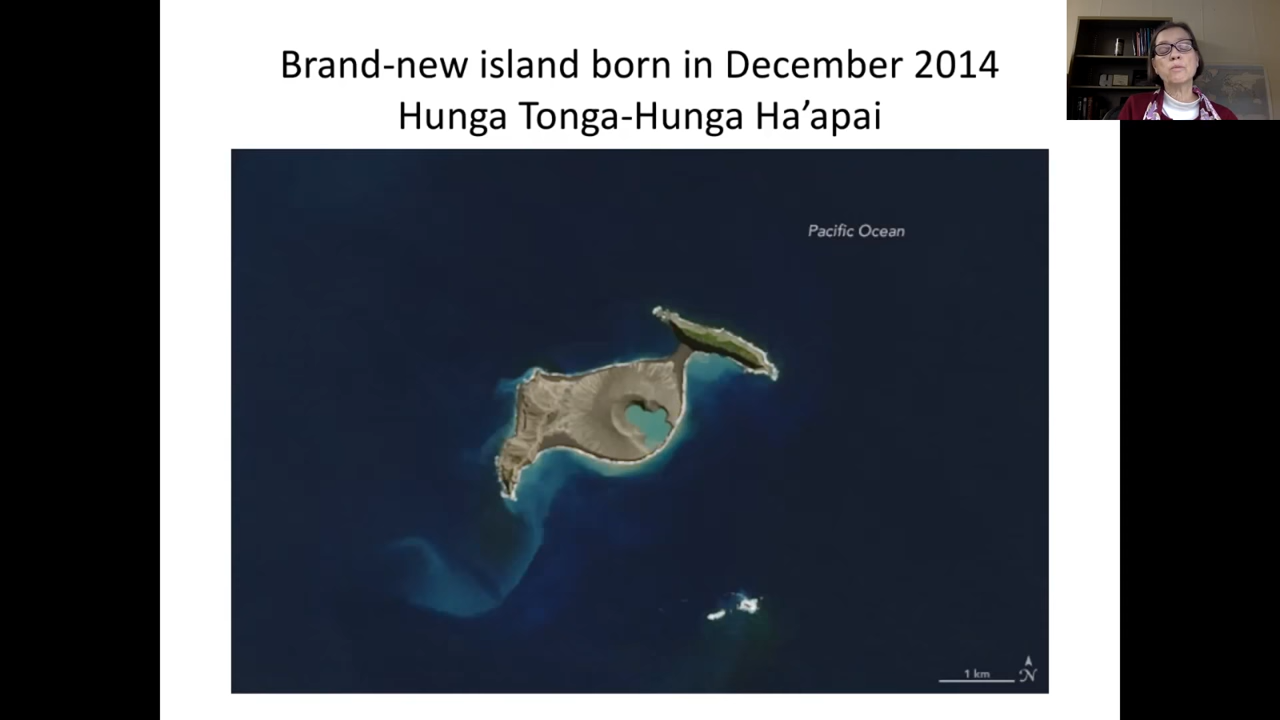 Brand-new island born in December 2014
Hunga Tonga-Hunga Ha’apai
Pacific Ocean
1 km
N